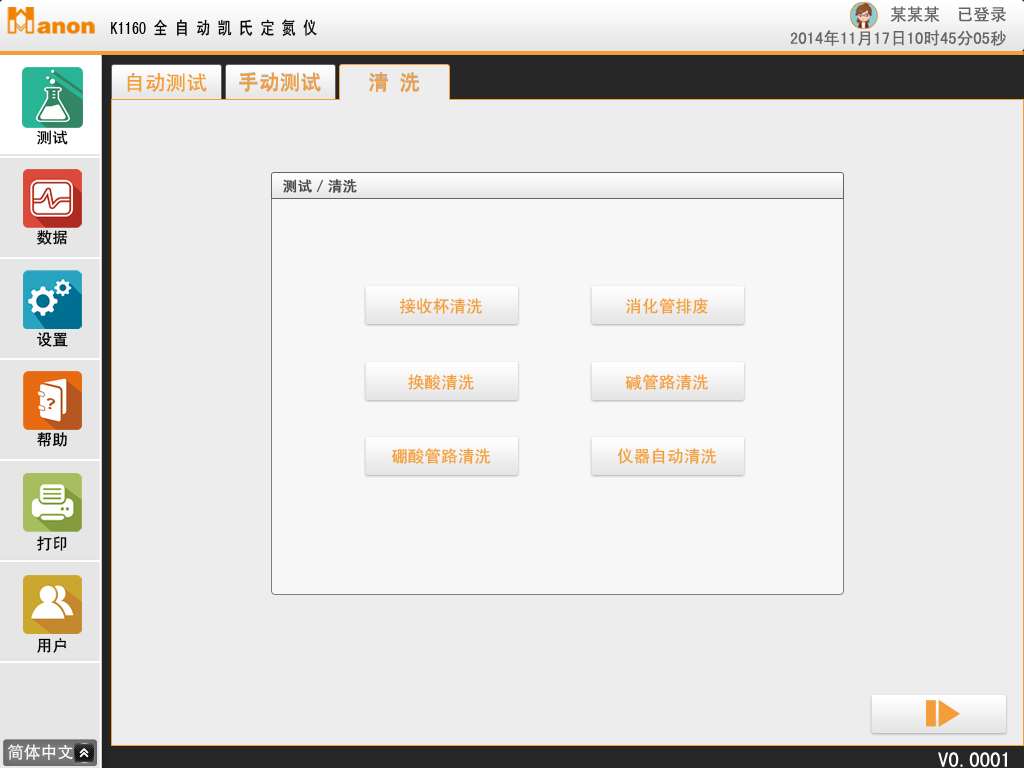 Hanon K1160 全自动凯氏定氮仪
某某某 已登录
2014年11月17日10时45分05秒
测试
数据
设置
帮助
打印
用户
简体中文
自动测试 手动测试 清 洗
测试 / 清洗
接收杯清洗 消化管排废
换酸清洗 碱管路清洗
硼酸管路清洗 仪器自动清洗
V0.0001